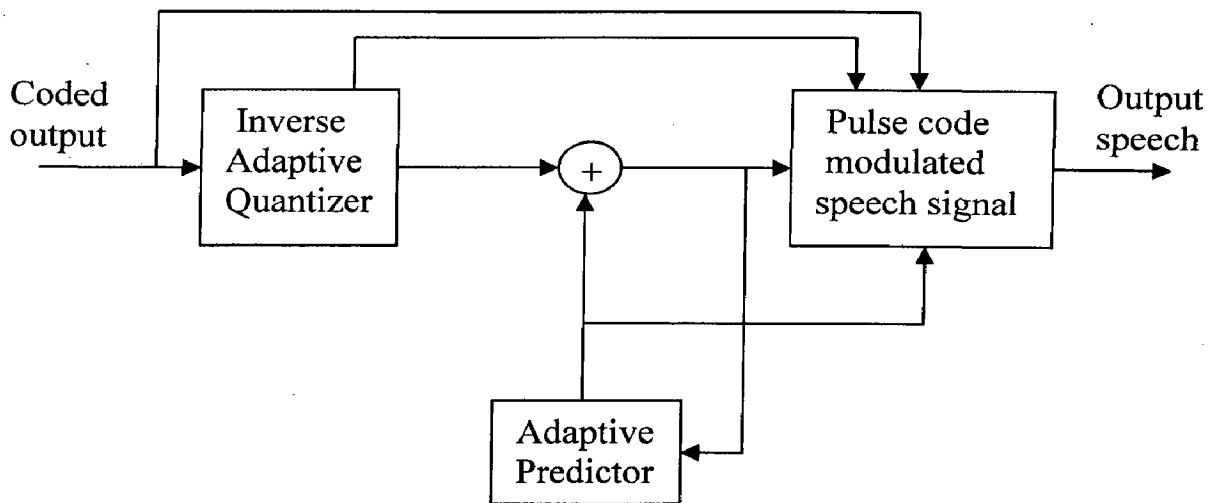 Coded
output
Inverse
Adaptive
Quantizer
+
Pulse code
modulated
speech signal
Output
speech
Adaptive
Predictor